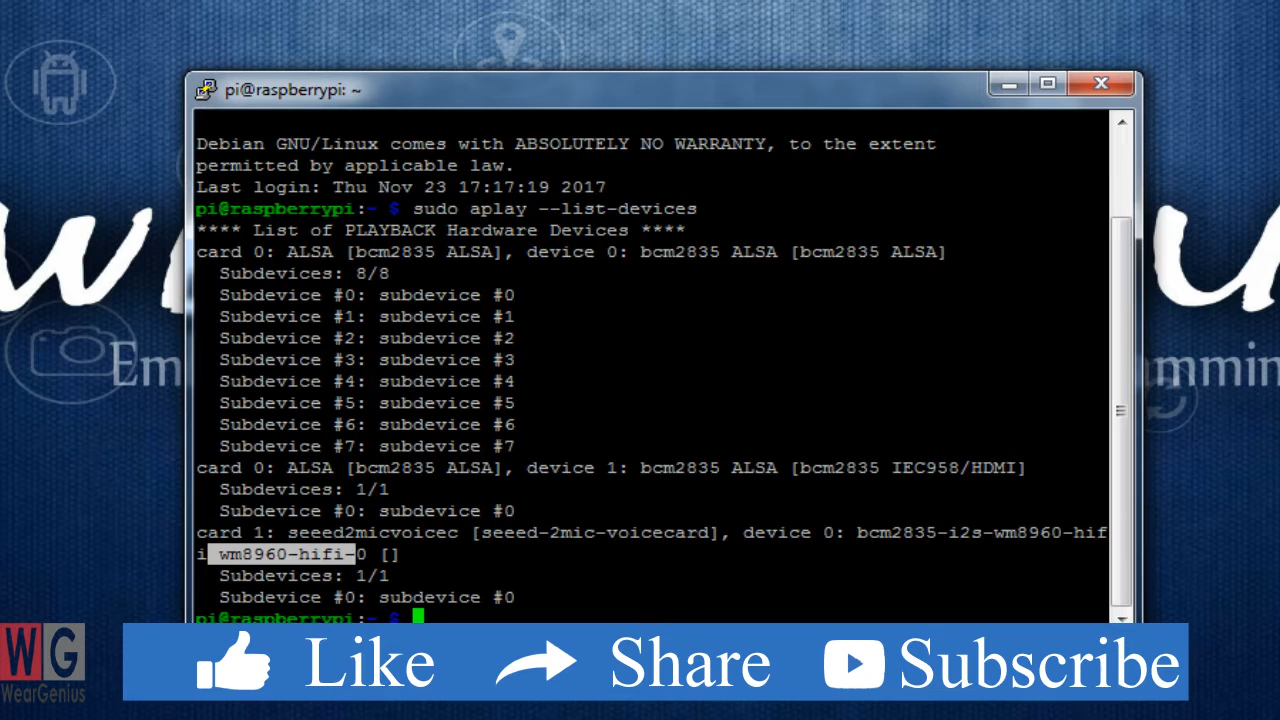 pi@raspberrypi: ~
Debian GNU/Linux comes with ABSOLUTELY NO WARRANTY, to the extent
permitted by applicable law.
Last login: Thu Nov 23 17:17:19 2017
pi@raspberrypi:~ $ sudo aplay --list-devices
**** List of PLAYBACK Hardware Devices ****
card 0: ALSA [bcm2835 ALSA], device 0: bcm2835 ALSA [bcm2835 ALSA]
Subdevices: 8/8
Subdevice #0: subdevice #0
Subdevice #1: subdevice #1
Subdevice #2: subdevice #2
Subdevice #3: subdevice #3
Subdevice #4: subdevice #4
Subdevice #5: subdevice #5
Subdevice #6: subdevice #6
Subdevice #7: subdevice #7
card 0: ALSA [bcm2835 ALSA], device 1: bcm2835 ALSA [bcm2835 IEC958/HDMI]
Subdevices: 1/1
Subdevice #0: subdevice #0
card 1: seeed2micvoicec [seeed-2mic-voicecard], device 0: bcm2835-i2s-wm8960-hif
i wm8960-hifi-0 []
Subdevices: 1/1
Subdevice #0: subdevice #0
pi@raspberrypi:~ $
Em
mmin
WG
WearGenius
Like
Share
Subscribe